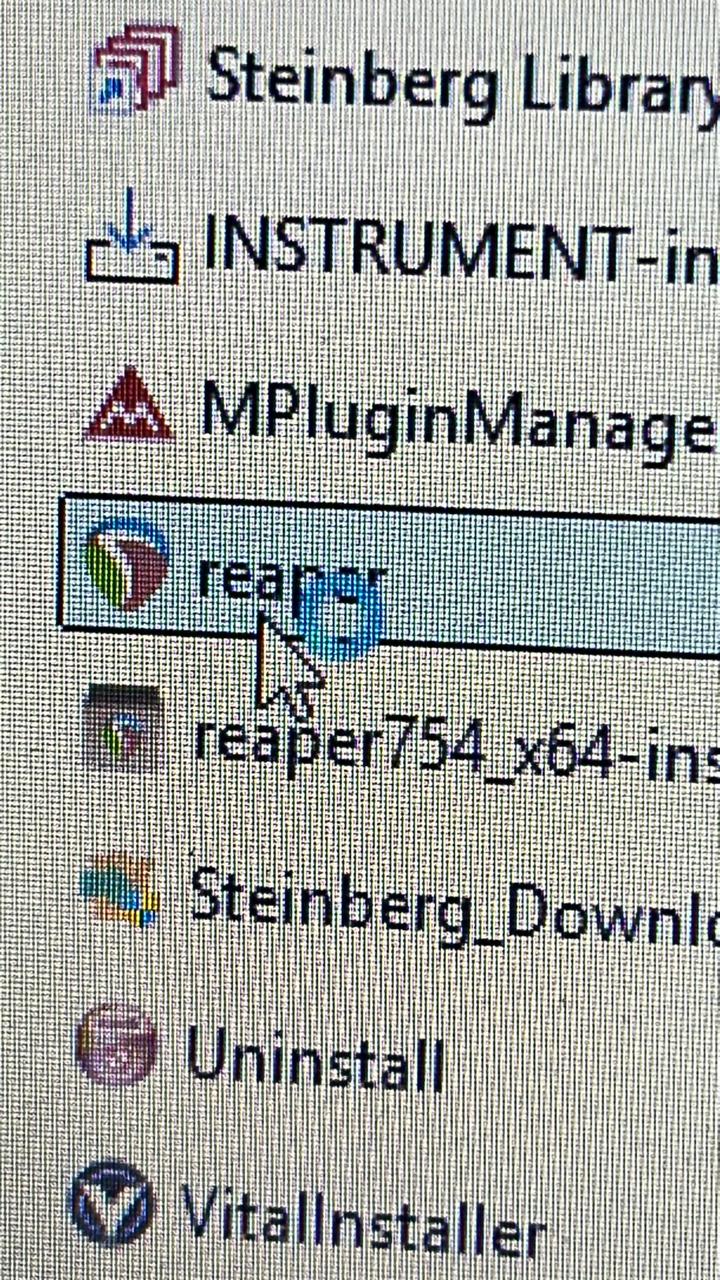 Steinberg Library
INSTRUMENT-in
MPluginManage
reaper
reaper754_x64-ins
Steinberg_Downlo
Uninstall
VitalInstaller